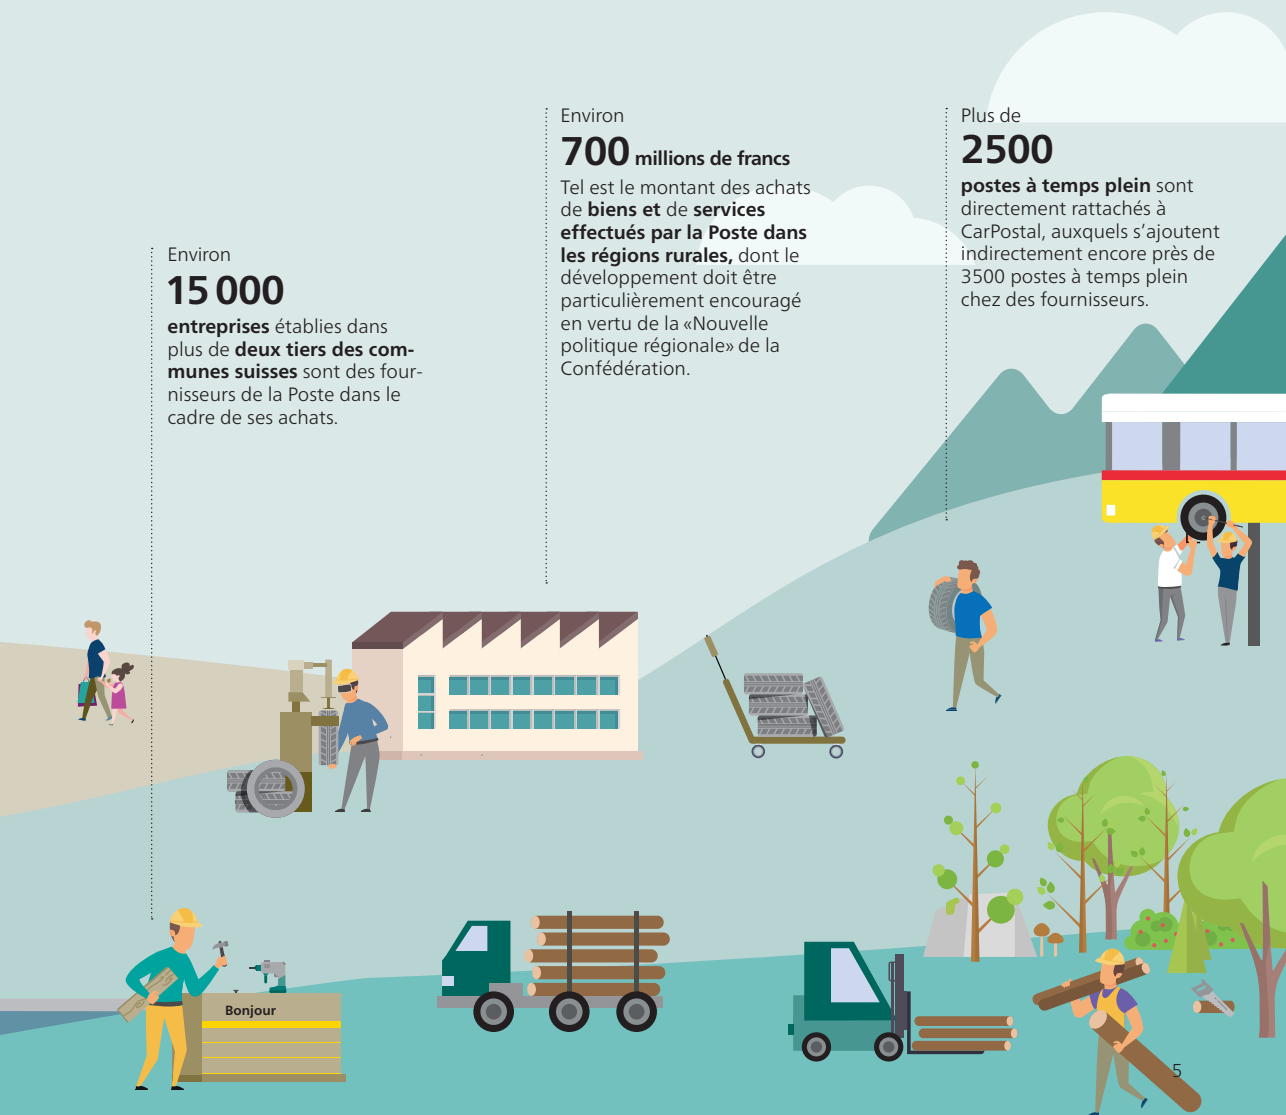 Environ
15 000
entreprises établies dans
plus de deux tiers des com-
munes suisses sont des four-
nisseurs de la Poste dans le
cadre de ses achats.
Environ
700 millions de francs
Tel est le montant des achats
de biens et de services
effectués par la Poste dans
les régions rurales, dont le
développement doit être
particulièrement encouragé
en vertu de la «Nouvelle
politique régionale» de la
Confédération.
Plus de
2500
postes à temps plein sont
directement rattachés à
CarPostal, auxquels s’ajoutent
indirectement encore près de
3500 postes à temps plein
chez des fournisseurs.
Bonjour
5